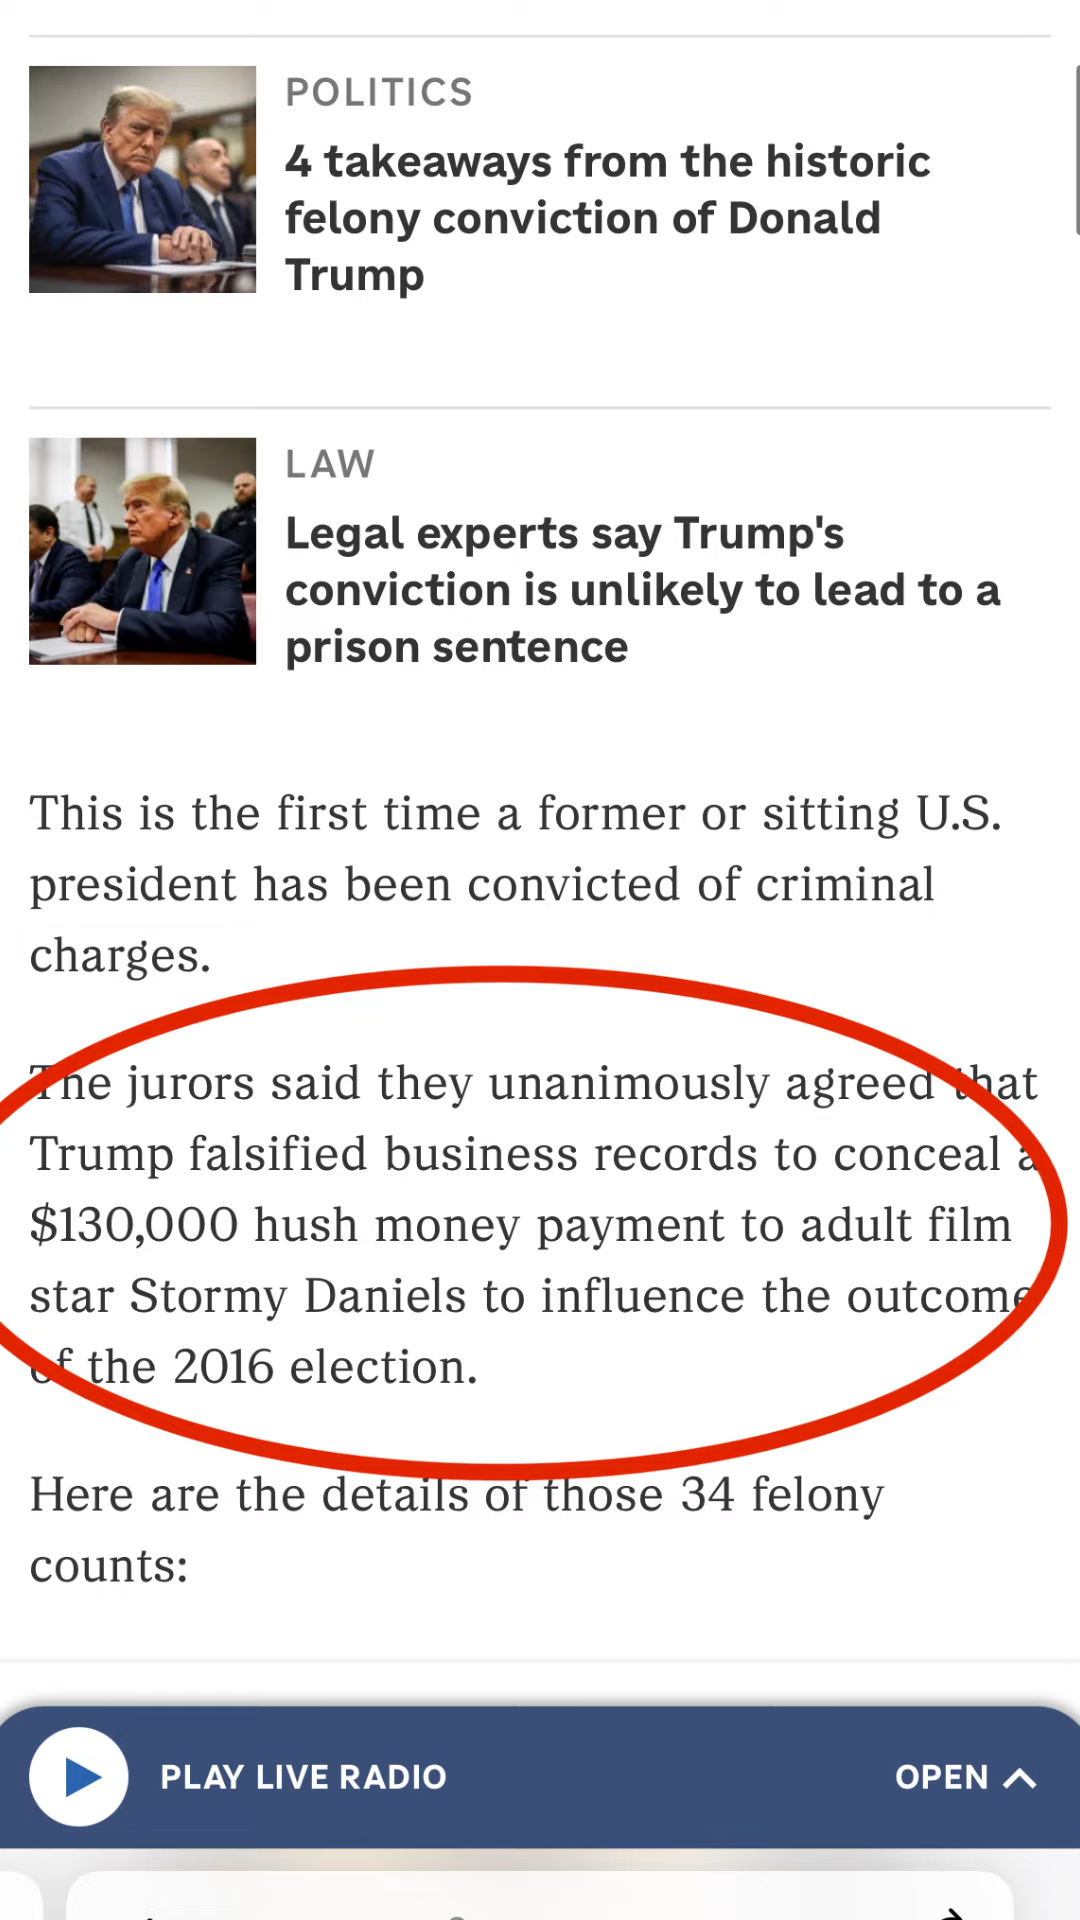 POLITICS
4 takeaways from the historic
felony conviction of Donald
Trump
LAW
Legal experts say Trump's
conviction is unlikely to lead to a
prison sentence
This is the first time a former or sitting U.S.
president has been convicted of criminal
charges.
The jurors said they unanimously agreed that
Trump falsified business records to conceal a
$130,000 hush money payment to adult film
star Stormy Daniels to influence the outcome
of the 2016 election.
Here are the details of those 34 felony
counts:
PLAY LIVE RADIO
OPEN